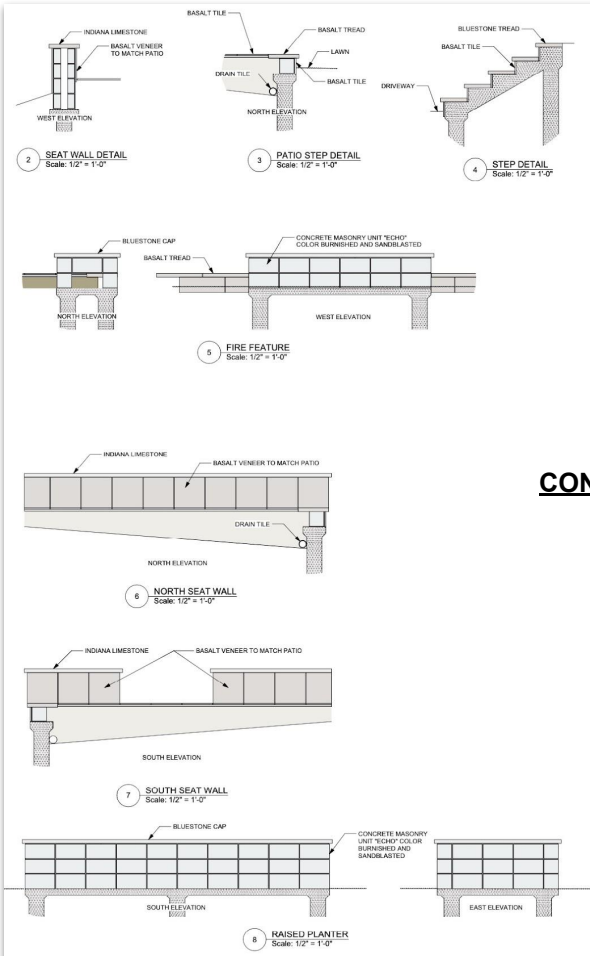 INDIANA LIMESTONE
BASALT VENEER
TO MATCH PATIO
WEST ELEVATION
2
SEAT WALL DETAIL
Scale: 1/2" = 1'-0"
BASALT TILE
BASALT TREAD
LAWN
DRAIN TILE
BASALT TILE
NORTH ELEVATION
3
PATIO STEP DETAIL
Scale: 1/2" = 1'-0"
BLUESTONE TREAD
BASALT TILE
DRIVEWAY
4
STEP DETAIL
Scale: 1/2" = 1'-0"
BLUESTONE CAP
NORTH ELEVATION
BASALT TREAD
CONCRETE MASONRY UNIT "ECHO"
COLOR BURNISHED AND SANDBLASTED
WEST ELEVATION
5
FIRE FEATURE
Scale: 1/2" = 1'-0"
INDIANA LIMESTONE
BASALT VENEER TO MATCH PATIO
DRAIN TILE
NORTH ELEVATION
6
NORTH SEAT WALL
Scale: 1/2" = 1'-0"
CON
INDIANA LIMESTONE
BASALT VENEER TO MATCH PATIO
SOUTH ELEVATION
7
SOUTH SEAT WALL
Scale: 1/2" = 1'-0"
BLUESTONE CAP
CONCRETE MASONRY
UNIT "ECHO" COLOR
BURNISHED AND
SANDBLASTED
SOUTH ELEVATION
EAST ELEVATION
8
RAISED PLANTER
Scale: 1/2" = 1'-0"